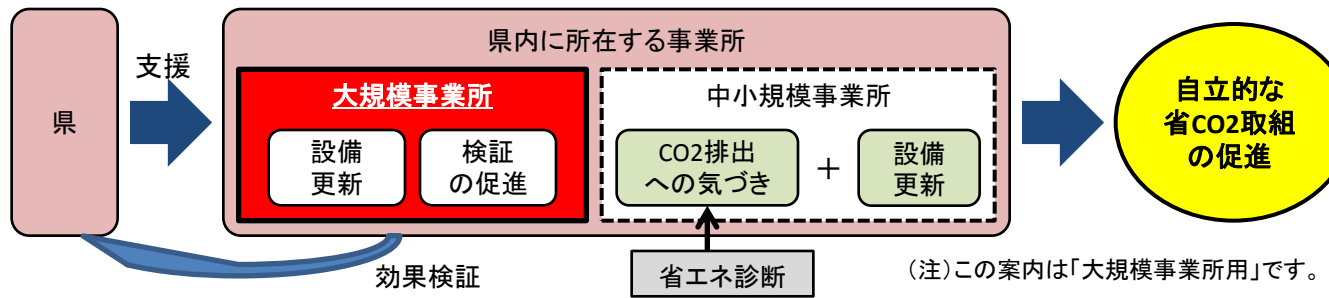 県
支援
県内に所在する事業所
大規模事業所
設備
更新
検証
の促進
中小規模事業所
CO2排出
への気づき
+
設備
更新
自立的な
省CO2取組
の促進
効果検証
省エネ診断
(注)この案内は「大規模事業所用」です。